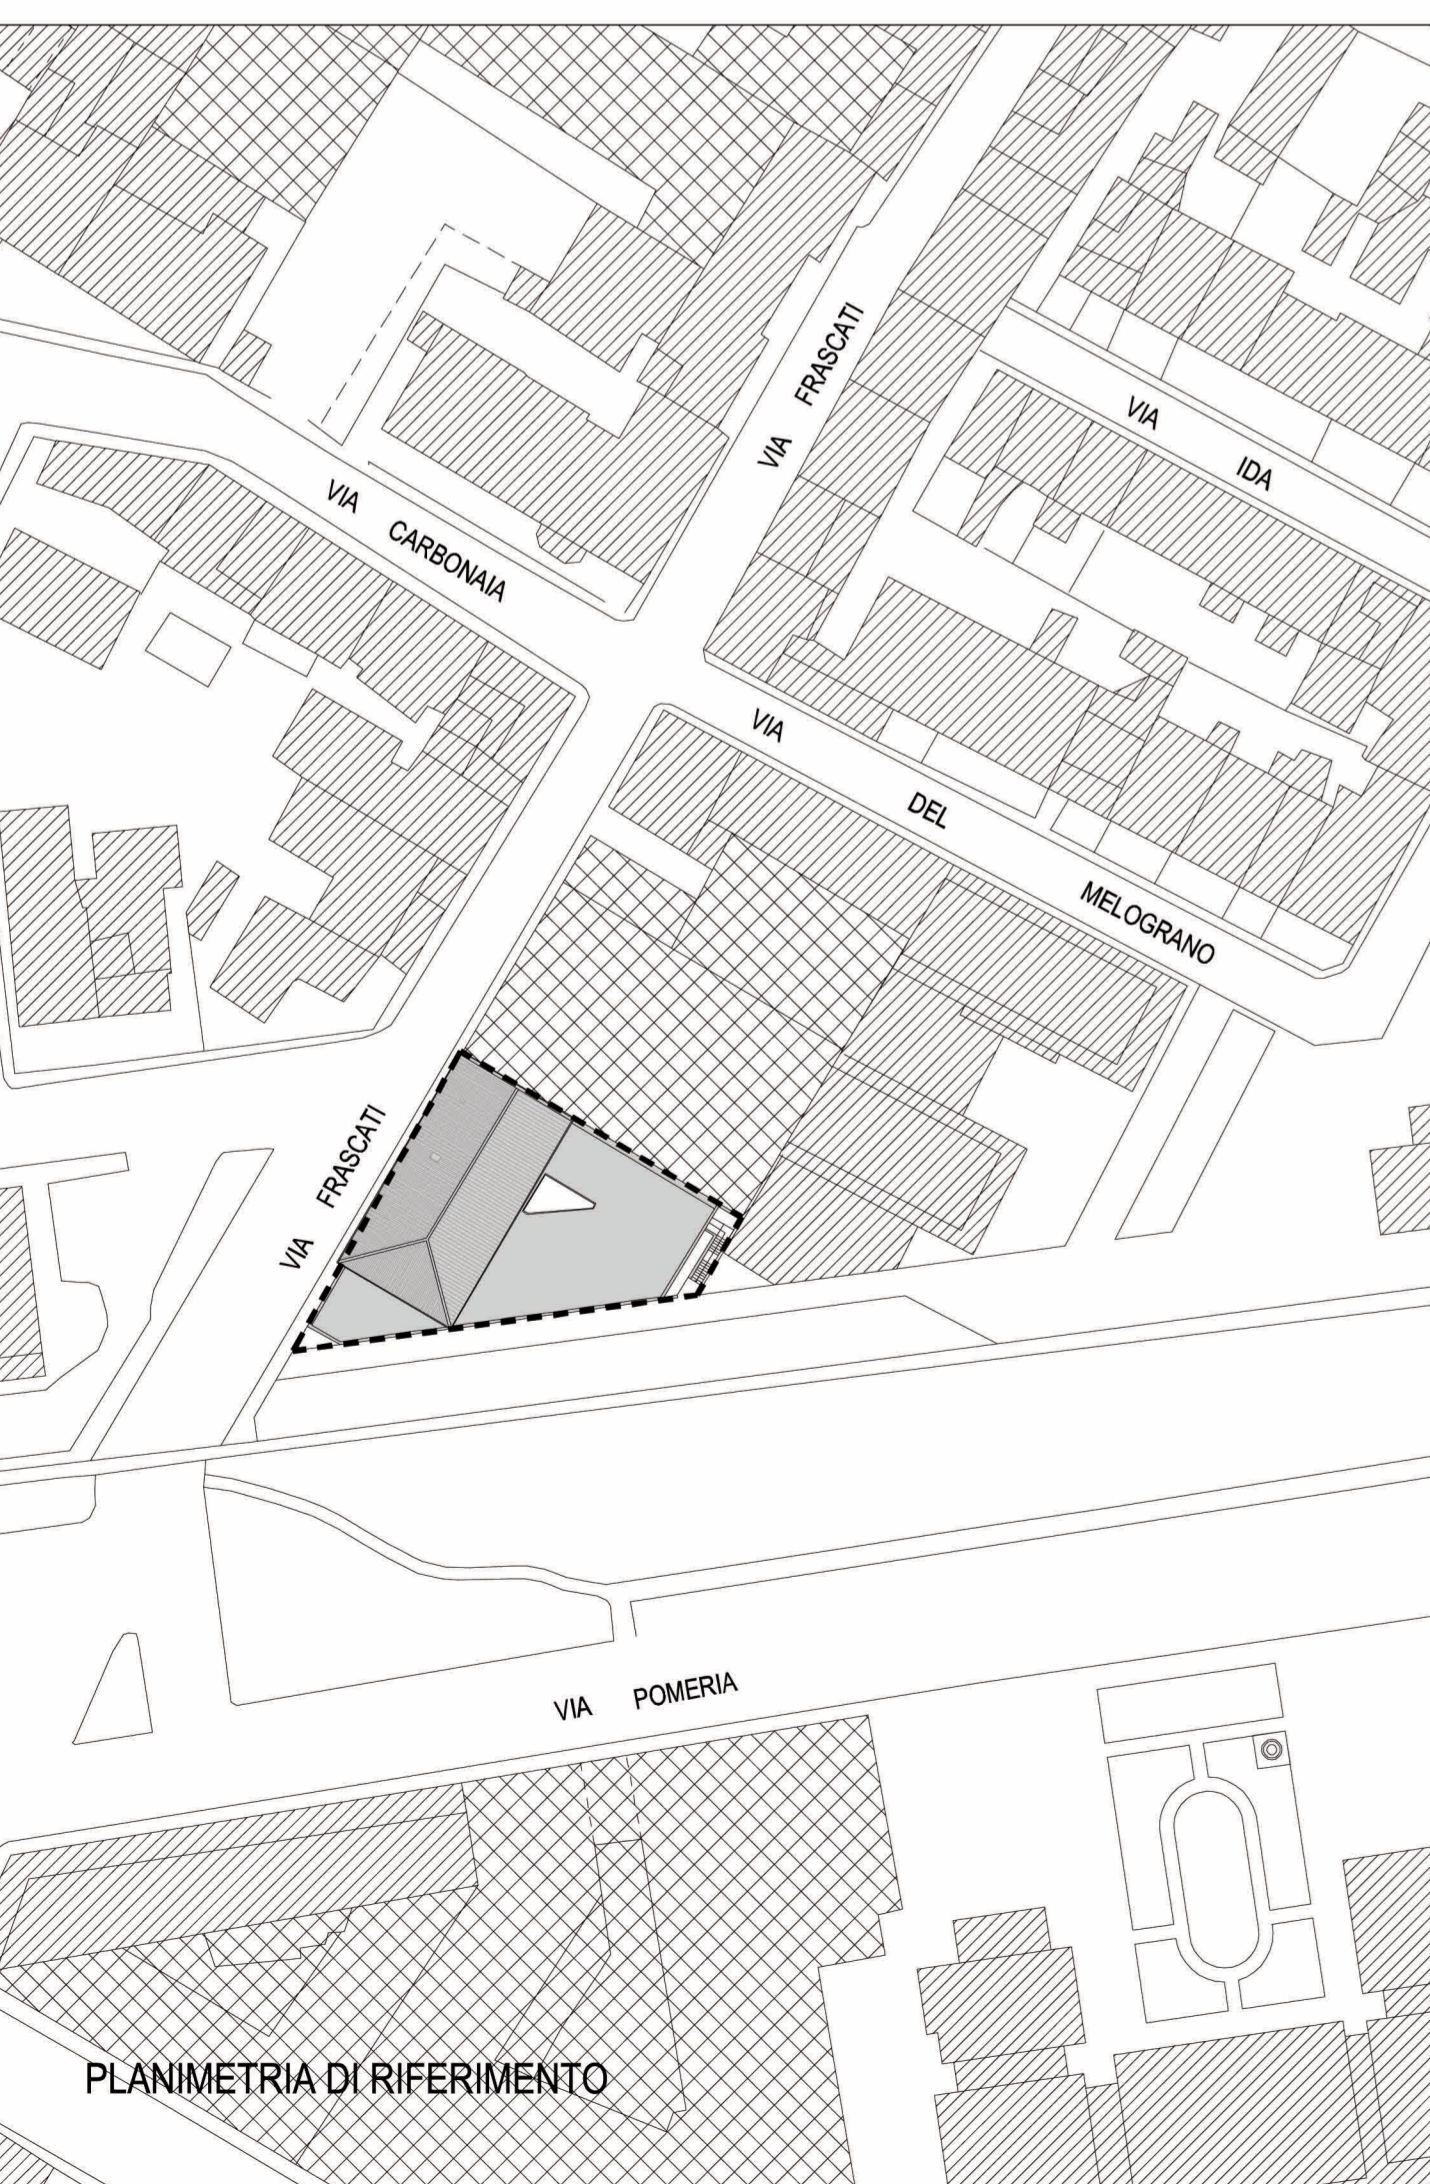 VIA FRASCATI
VIA IDA
VIA CARBONAIA
VIA DEL MELOGRANO
VIA FRASCATI
VIA POMERIA
PLANIMETRIA DI RIFERIMENTO